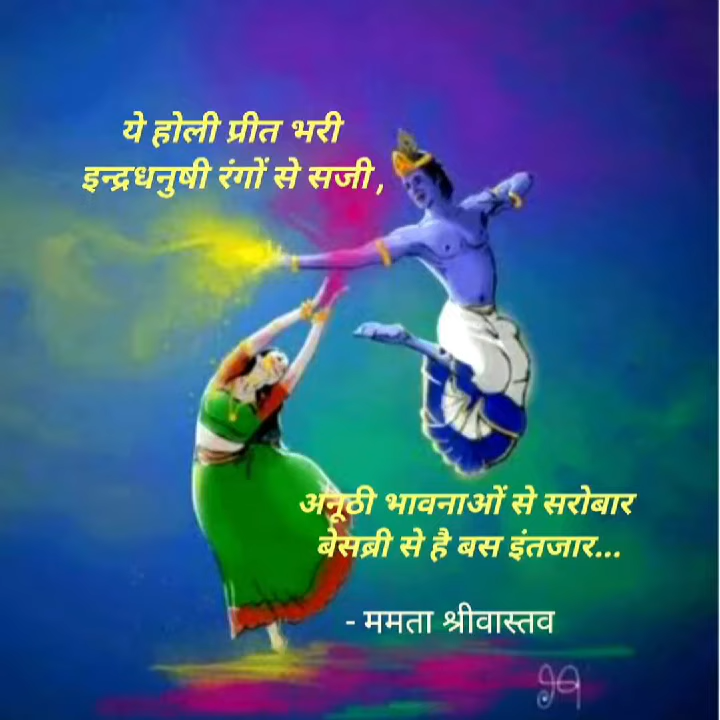 ये होली प्रीत भरी
इन्द्रधनुषी रंगों से सजी,
अनूठी भावनाओं से सरोबार
बेसब्री से है बस इंतजार...
- ममता श्रीवास्तव